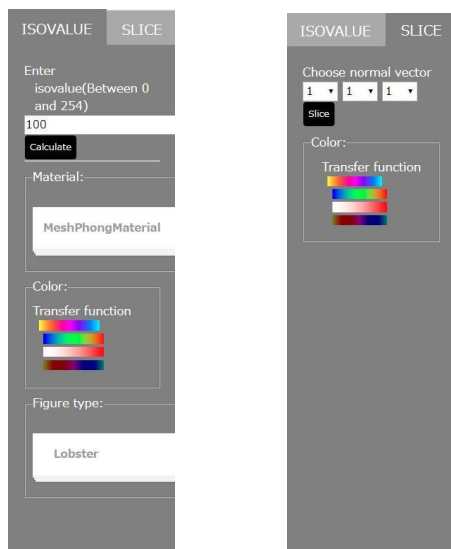 ISOVALUE SLICE
Enter
isovalue(Between 0
and 254)
100
Calculate
Material:
MeshPhongMaterial
Color:
Transfer function
Figure type:
Lobster
ISOVALUE SLICE
Choose normal vector
1 1 1
Slice
Color:
Transfer function